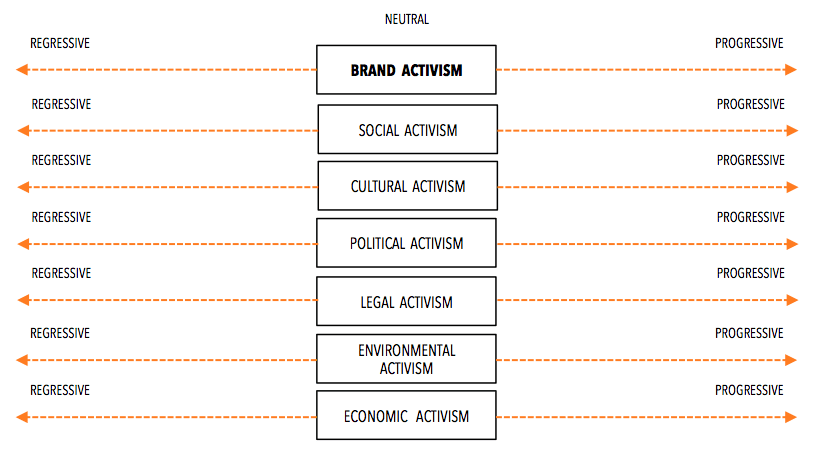 NEUTRAL
REGRESSIVE PROGRESSIVE
BRAND ACTIVISM
REGRESSIVE PROGRESSIVE
SOCIAL ACTIVISM
REGRESSIVE PROGRESSIVE
CULTURAL ACTIVISM
REGRESSIVE PROGRESSIVE
POLITICAL ACTIVISM
REGRESSIVE PROGRESSIVE
LEGAL ACTIVISM
REGRESSIVE PROGRESSIVE
ENVIRONMENTAL
ACTIVISM
REGRESSIVE PROGRESSIVE
ECONOMIC ACTIVISM